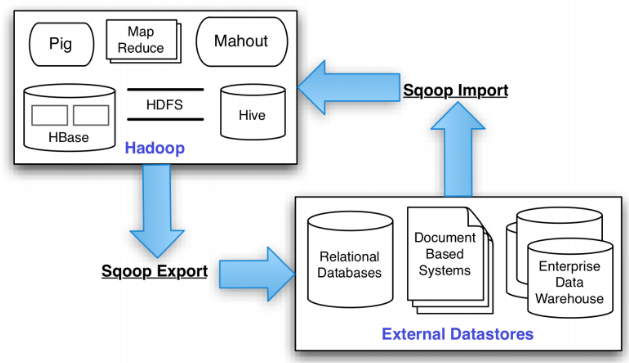 Pig
Map
Reduce
Mahout
HBase
HDFS
Hive
Hadoop
Sqoop Import
Sqoop Export
Relational
Databases
Document
Based
Systems
Enterprise
Data
Warehouse
External Datastores